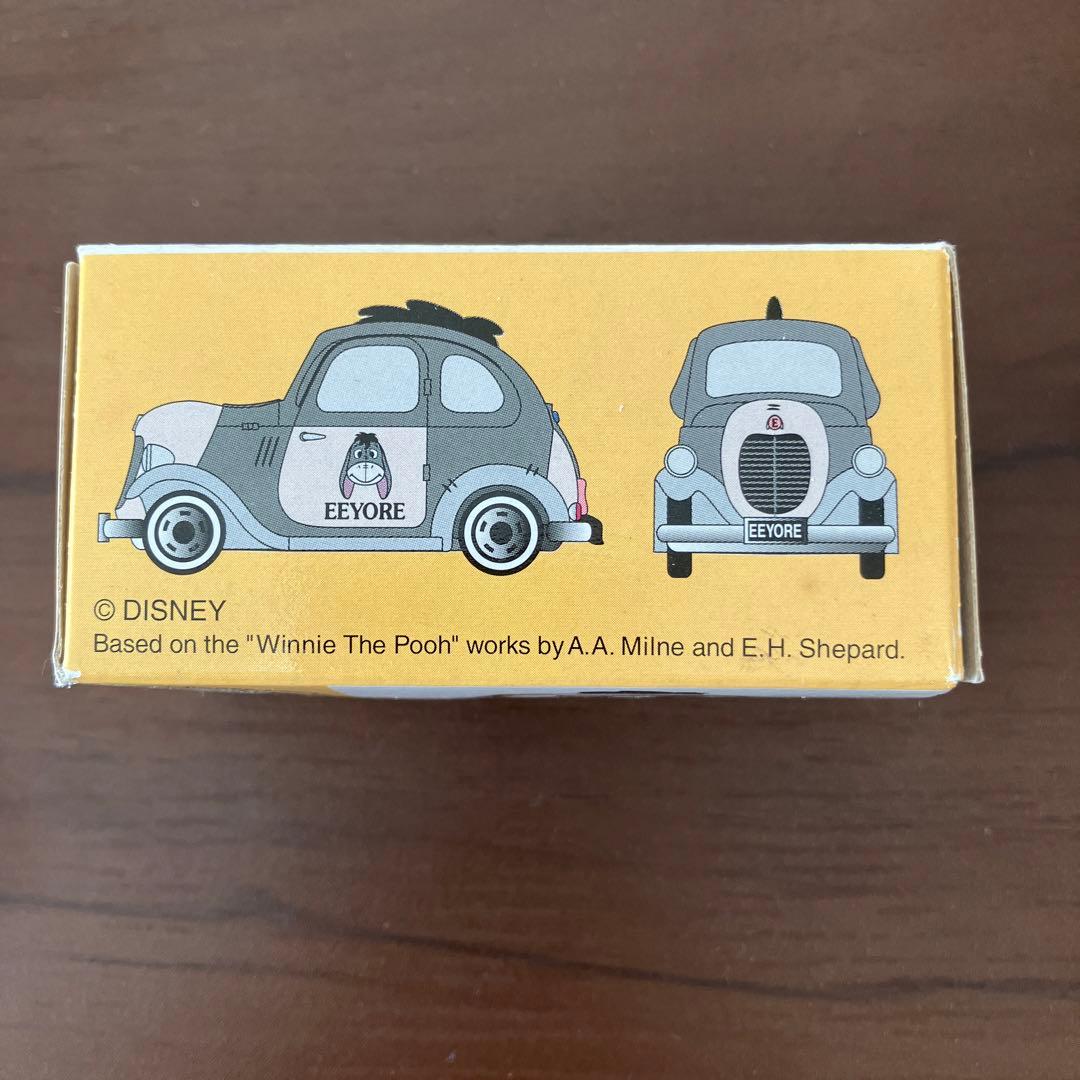 E
EEYORE
EEYORE
© DISNEY
Based on the "Winnie The Pooh" works by A.A. Milne and E.H. Shepard.